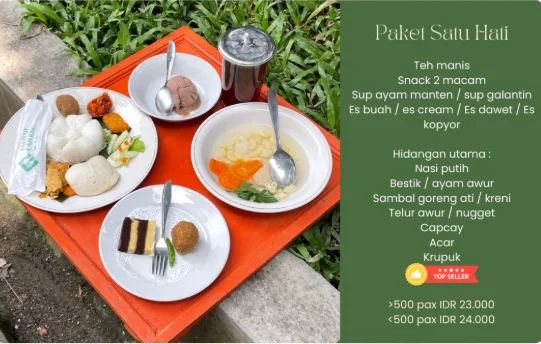 Paket Satu Hati
Teh manis
Snack 2 macam
Sup ayam manten / sup galantin
Es buah / es cream / Es dawet / Es
kopyor
Hidangan utama :
Nasi putih
Bestik / ayam awur
Sambal goreng ati / kreni
Telur awur / nugget
Capcay
Acar
Krupuk
TOP SELLER
>500 pax IDR 23.000
<500 pax IDR 24.000